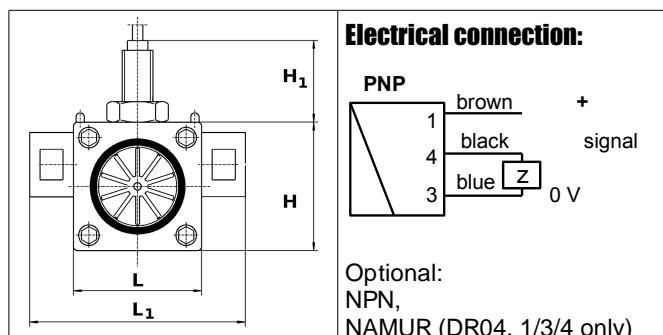 H1
H
L
L1
Electrical connection:
PNP
1 brown +
4 black signal
3 blue Z 0 V
Optional:
NPN,
NAMUR (DR04, 1/3/4 only)